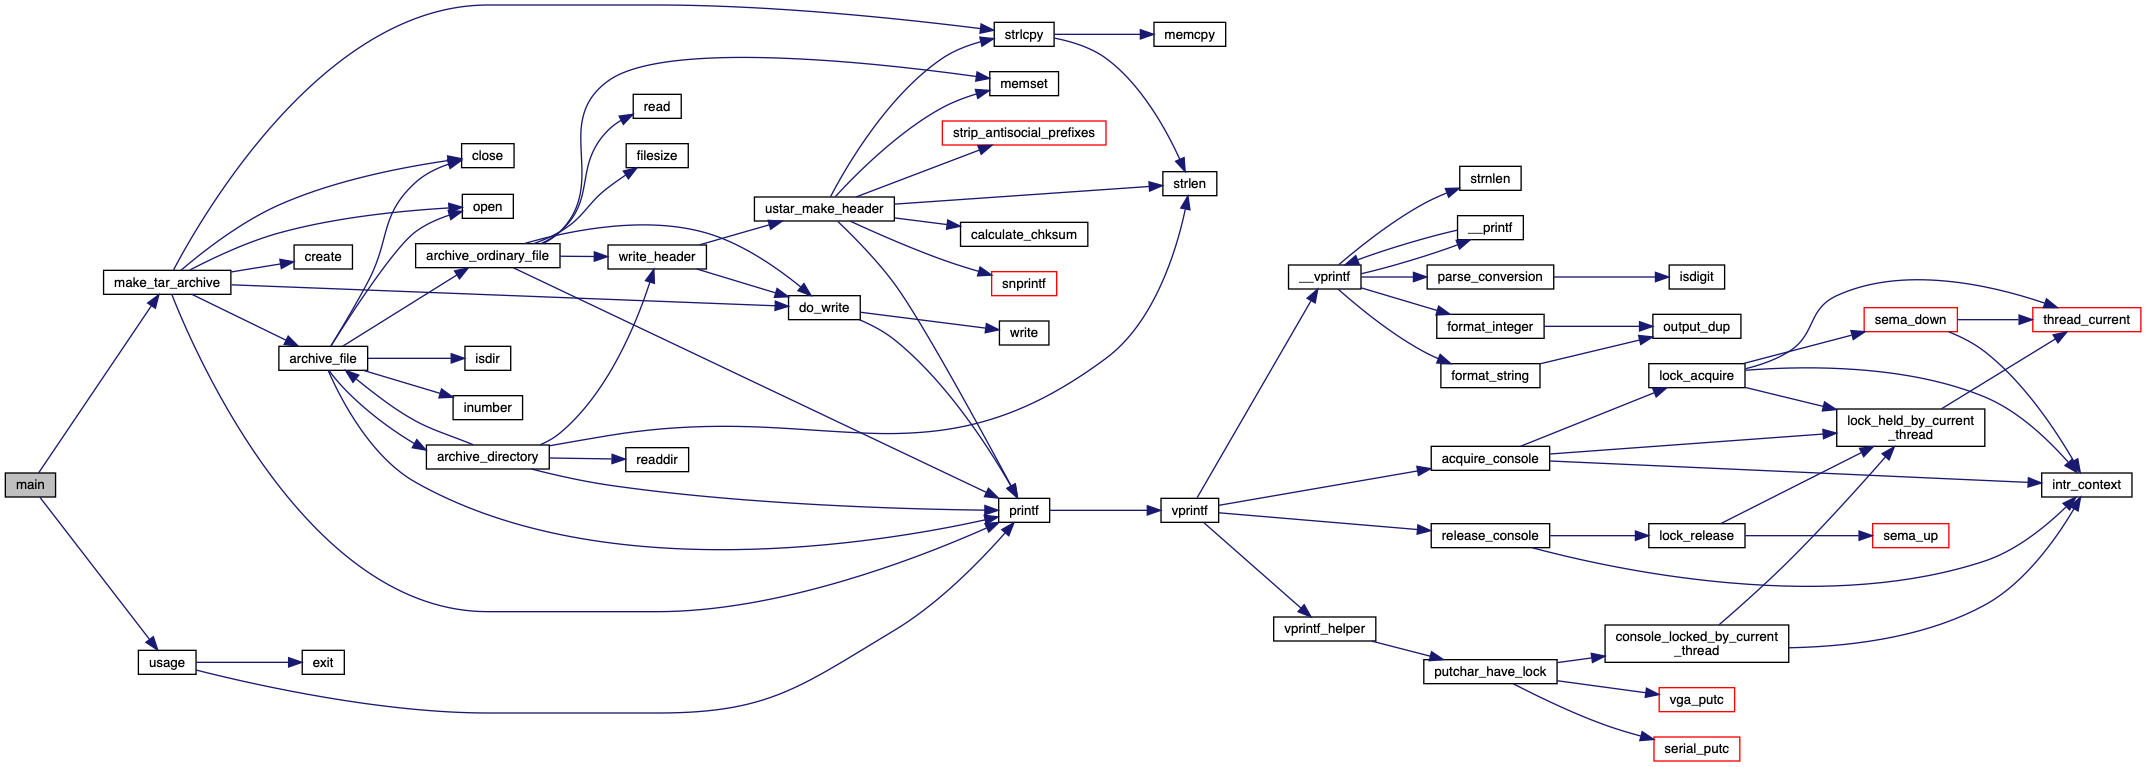 main
make_tar_archive
usage
create
archive_file
exit
close
open
isdir
inumber
archive_ordinary_file
archive_directory
read
filesize
write_header
readdir
ustar_make_header
do_write
strlcpy
memset
strip_antisocial_prefixes
calculate_chksum
snprintf
write
printf
memcpy
strlen
vprintf
__vprintf
vprintf_helper
strnlen
__printf
parse_conversion
format_integer
format_string
acquire_console
release_console
putchar_have_lock
isdigit
output_dup
lock_acquire
lock_release
console_locked_by_current
_thread
vga_putc
serial_putc
sema_down
lock_held_by_current
_thread
sema_up
thread_current
intr_context